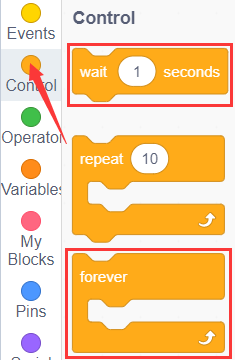 Events
Control
Operator
Variables
My
Blocks
Pins
Control
wait 1 seconds
repeat 10
forever